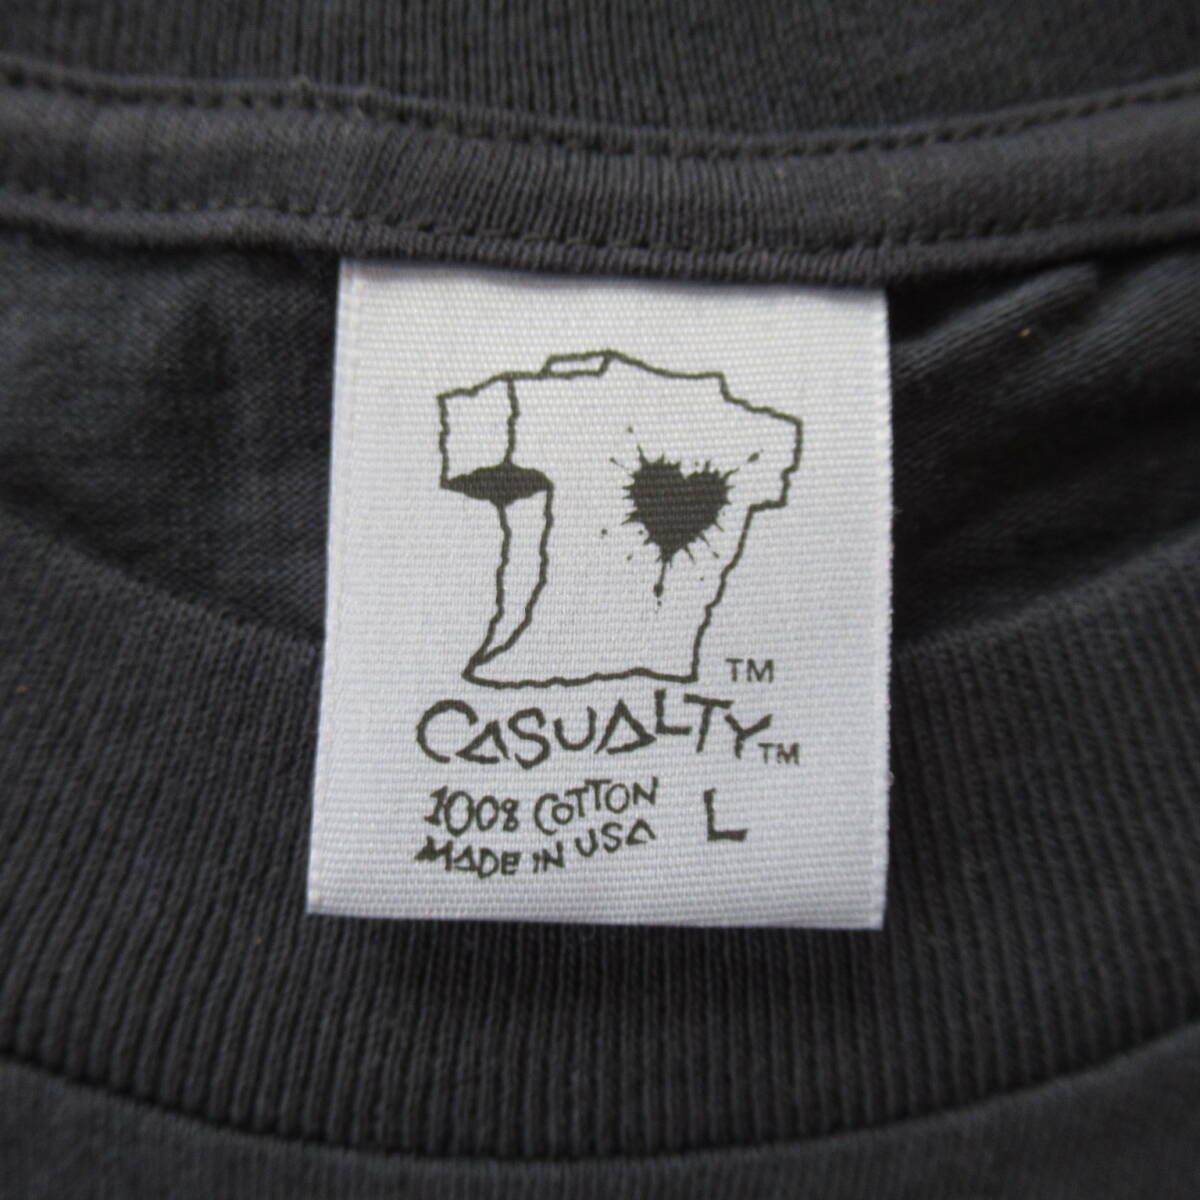 TM
CASUALTY TM
100% COTTON L
MADE IN USA